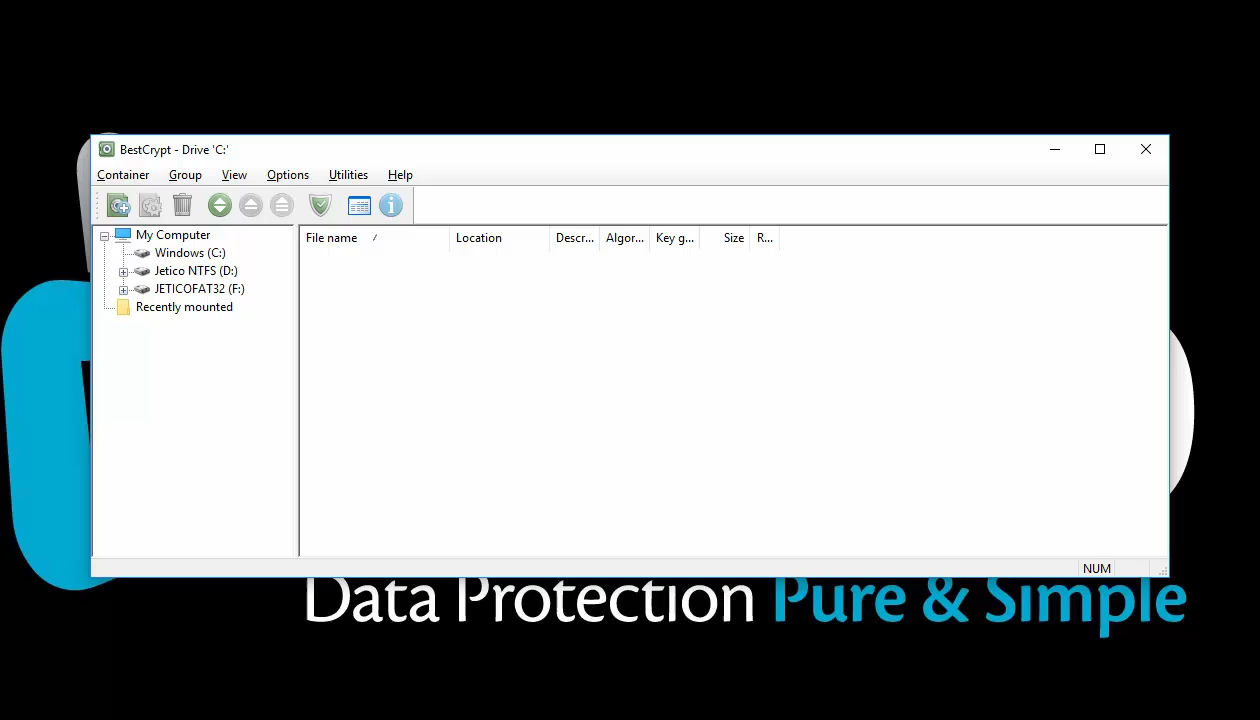 BestCrypt - Drive 'C:'
Container Group View Options Utilities Help
My Computer
Windows (C:)
Jetico NTFS (D:)
JETICOFAT32 (F:)
Recently mounted
File name / Location Descr... Algor... Key g... Size R...
NUM
Data Protection Pure & Simple